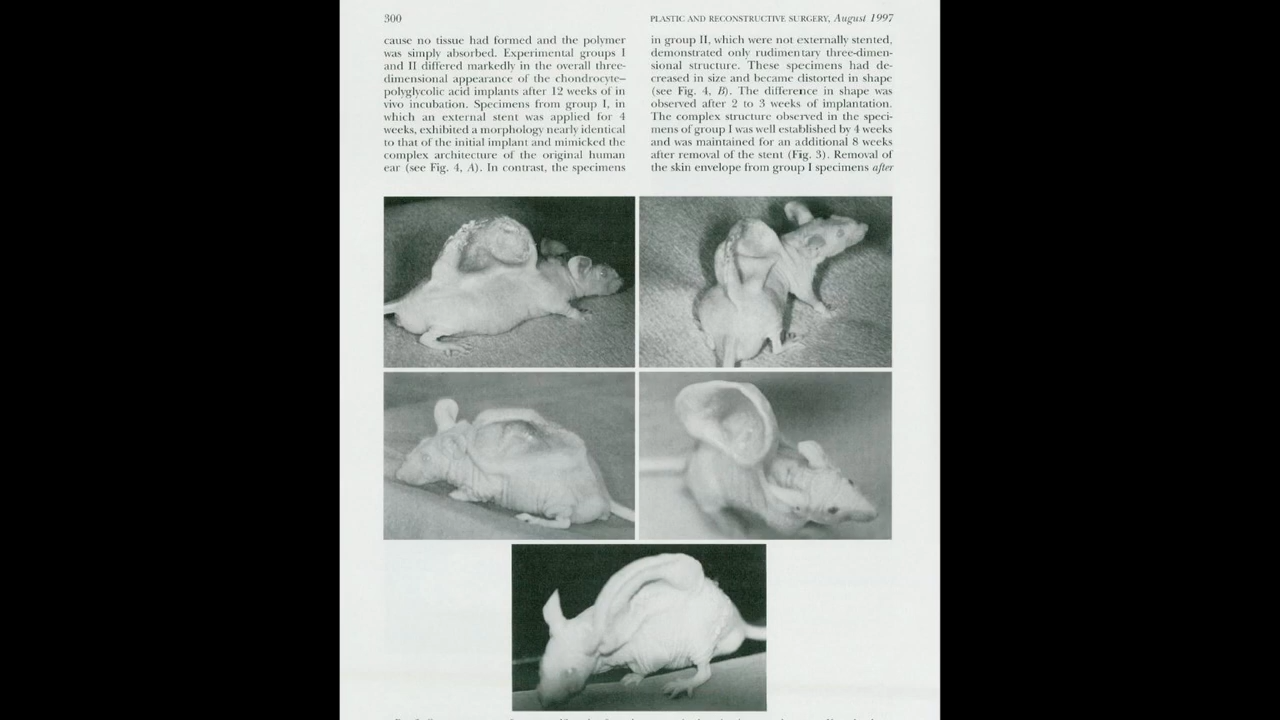 300
PLASTIC AND RECONSTRUCTIVE SURGERY, August 1997
cause no tissue had formed and the polymer
was simply absorbed. Experimental groups I
and II differed markedly in the overall three-
dimensional appearance of the chondrocyte–
polyglycolic acid implants after 12 weeks of in
vivo incubation. Specimens from group I, in
which an external stent was applied for 4
weeks, exhibited a morphology nearly identical
to that of the initial implant and mimicked the
complex architecture of the original human
ear (see Fig. 4, A). In contrast, the specimens
in group II, which were not externally stented,
demonstrated only rudimentary three-dimen-
sional structure. These specimens had de-
creased in size and became distorted in shape
(see Fig. 4, B). The difference in shape was
observed after 2 to 3 weeks of implantation.
The complex structure observed in the speci-
mens of group I was well established by 4 weeks
and was maintained for an additional 8 weeks
after removal of the stent (Fig. 3). Removal of
the skin envelope from group I specimens after